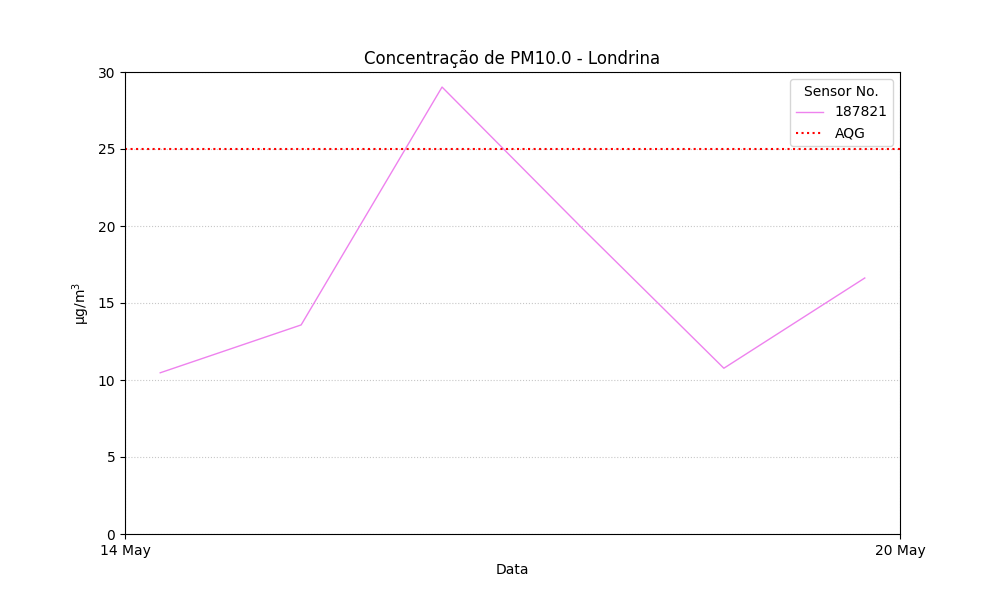 Concentração de PM10.0 - Londrina
30
25
20
15
10
5
0
µg/m³
14 May
20 May
Data
Sensor No.
187821
AQG